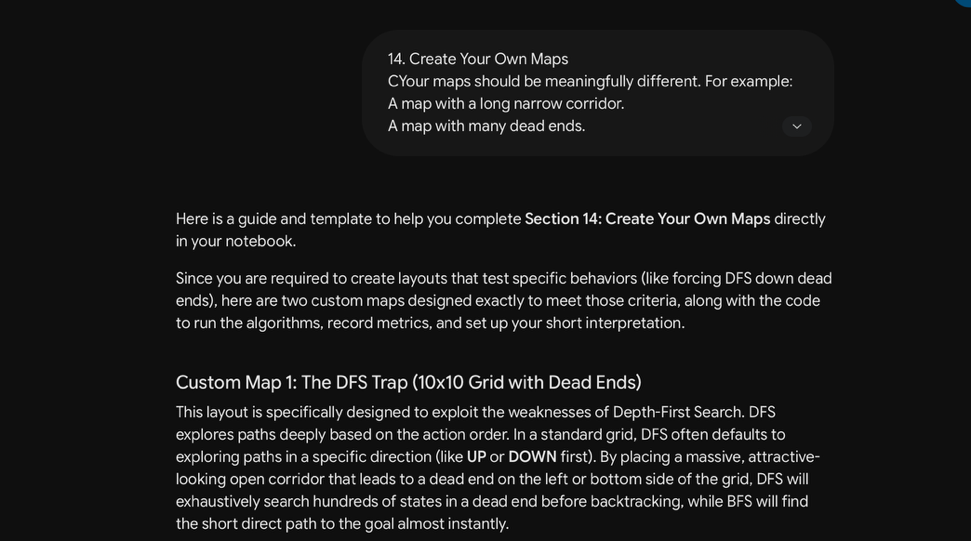 14. Create Your Own Maps
CYour maps should be meaningfully different. For example:
A map with a long narrow corridor.
A map with many dead ends.
Here is a guide and template to help you complete Section 14: Create Your Own Maps directly
in your notebook.
Since you are required to create layouts that test specific behaviors (like forcing DFS down dead
ends), here are two custom maps designed exactly to meet those criteria, along with the code
to run the algorithms, record metrics, and set up your short interpretation.
Custom Map 1: The DFS Trap (10x10 Grid with Dead Ends)
This layout is specifically designed to exploit the weaknesses of Depth-First Search. DFS
explores paths deeply based on the action order. In a standard grid, DFS often defaults to
exploring paths in a specific direction (like UP or DOWN first). By placing a massive, attractive-
looking open corridor that leads to a dead end on the left or bottom side of the grid, DFS will
exhaustively search hundreds of states in a dead end before backtracking, while BFS will find
the short direct path to the goal almost instantly.